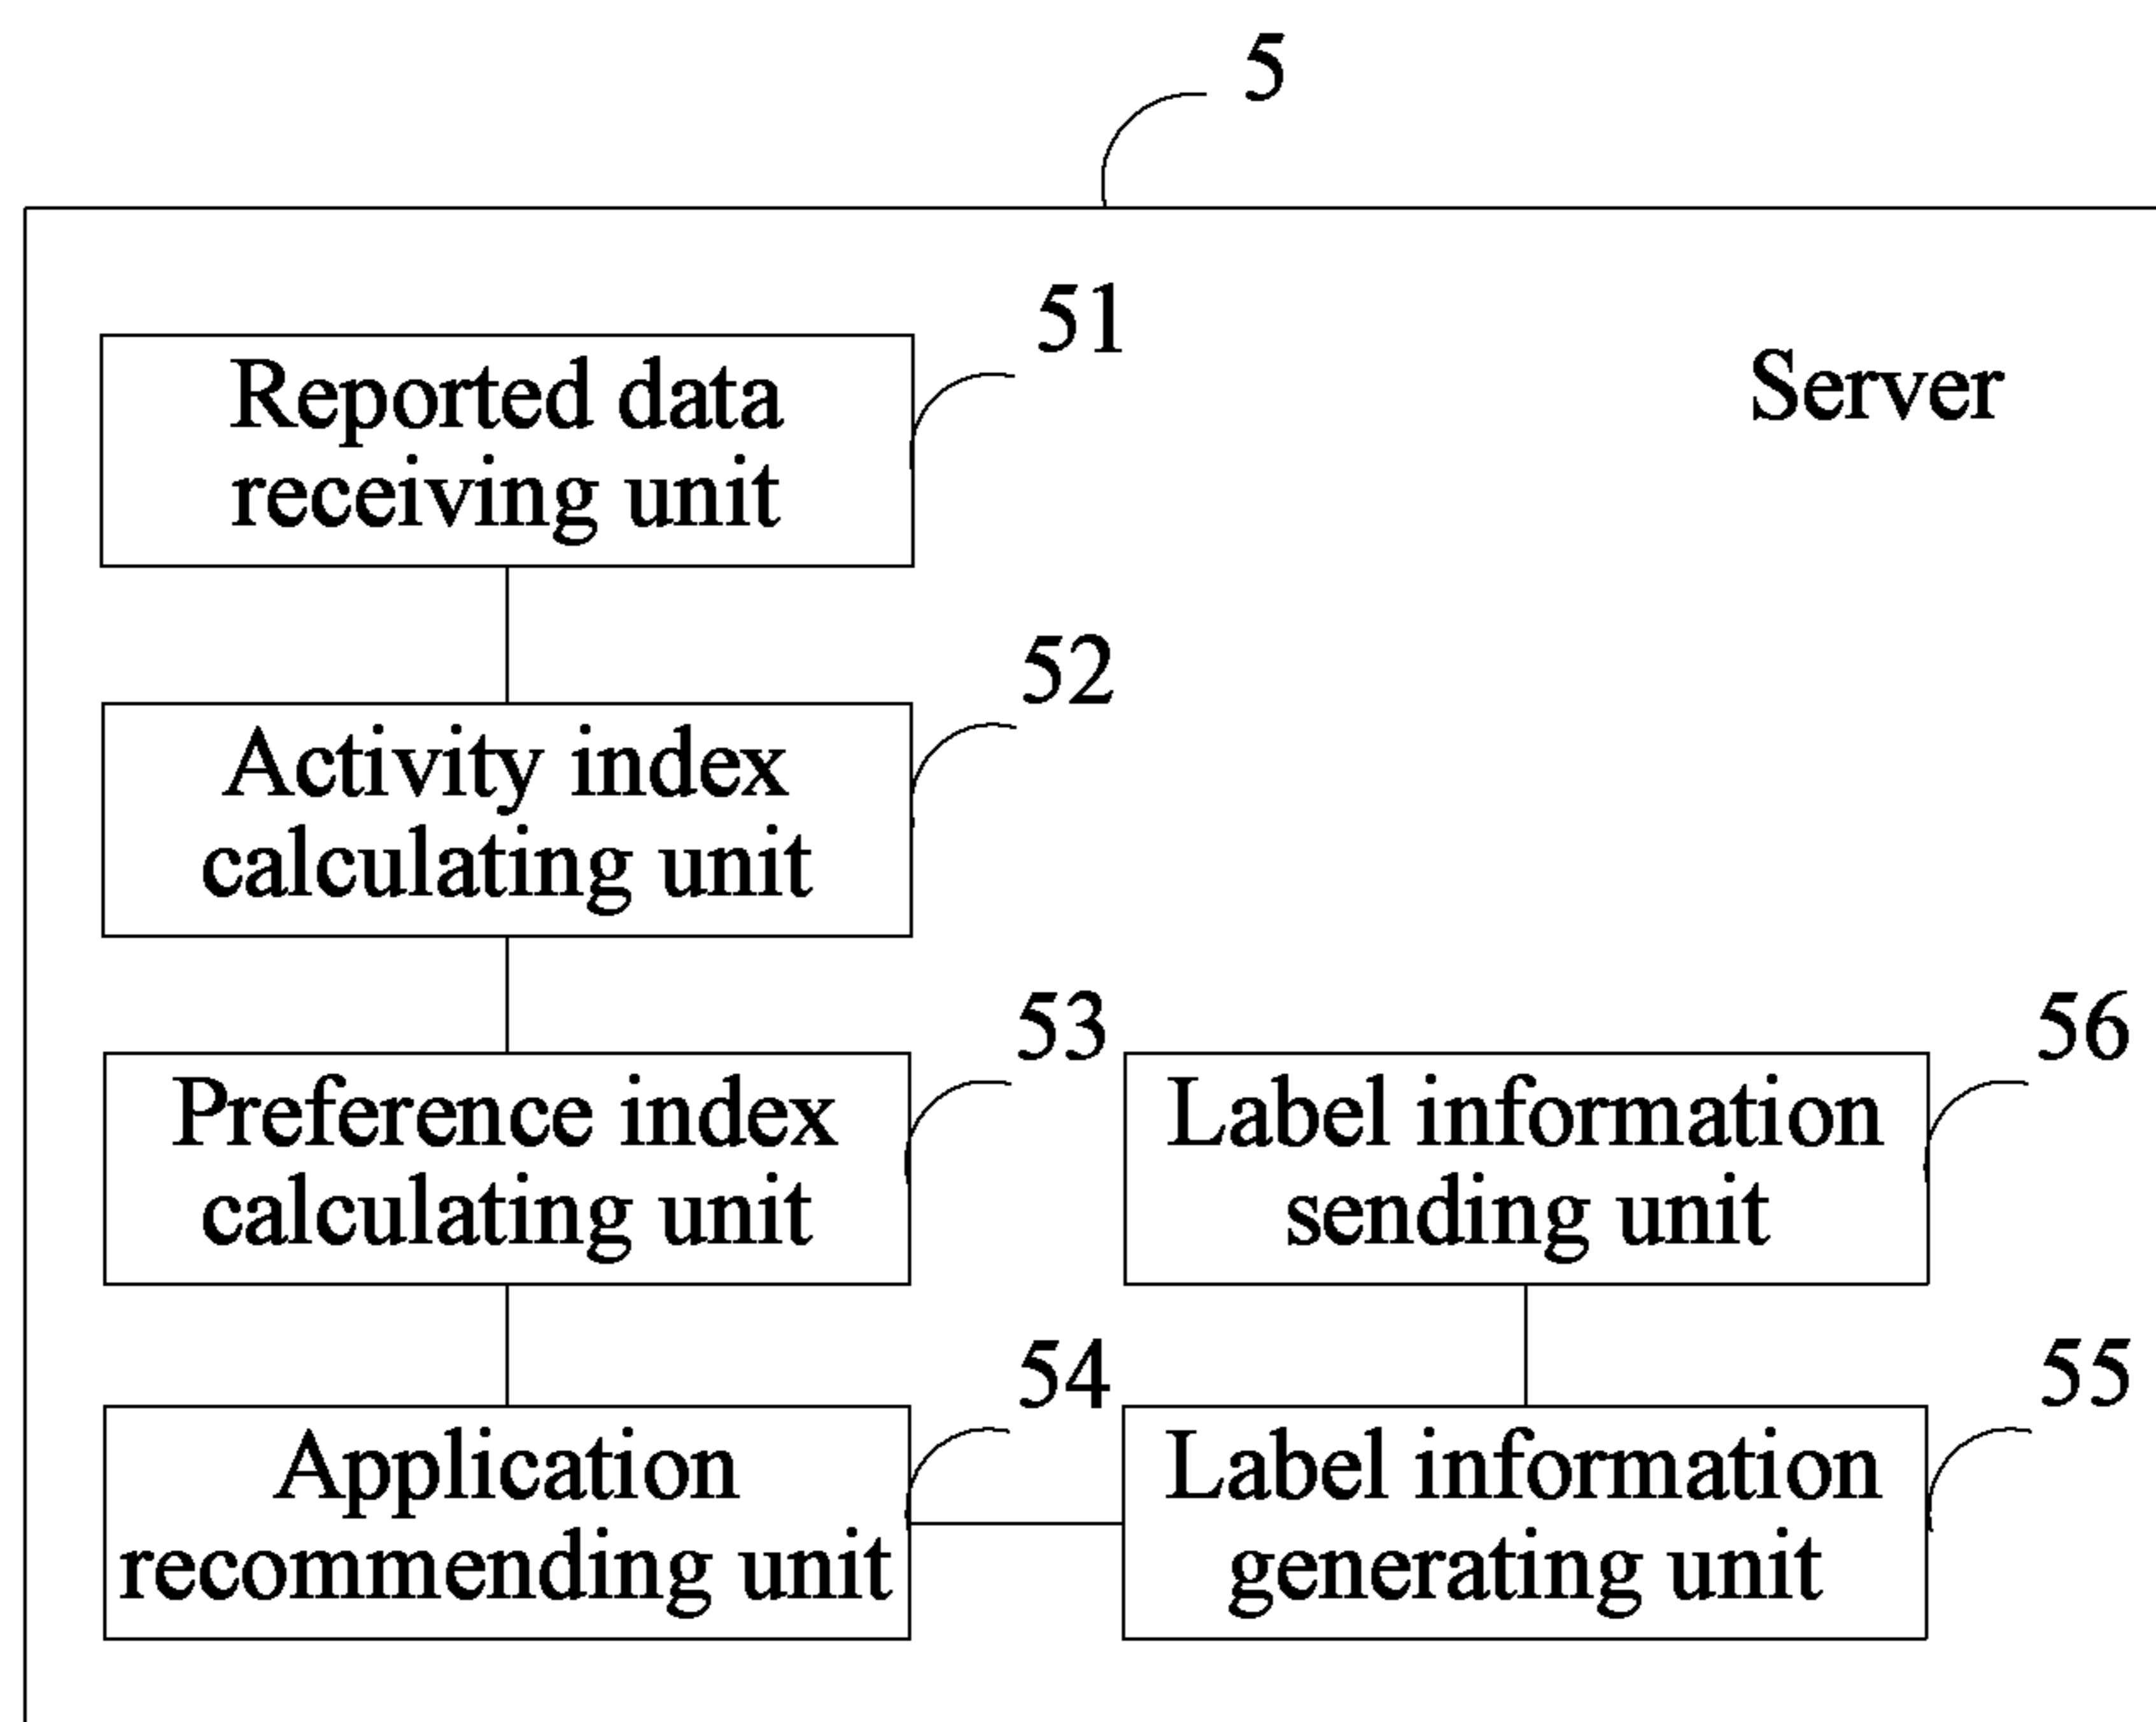 5
Server
51
Reported data
receiving unit
52
Activity index
calculating unit
53
Preference index
calculating unit
56
Label information
sending unit
54
Application
recommending unit
55
Label information
generating unit